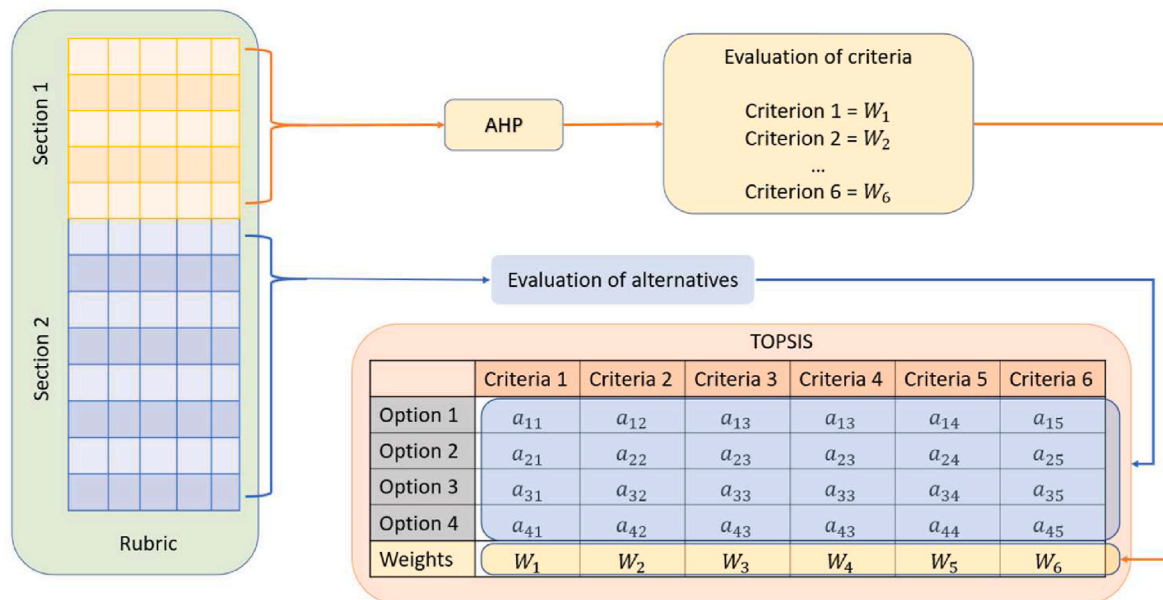 Section 1
Section 2
Rubric
AHP
Evaluation of criteria
Criterion 1 = W₁
Criterion 2 = W₂
...
Criterion 6 = W₆
Evaluation of alternatives
TOPSIS
Criteria 1 Criteria 2 Criteria 3 Criteria 4 Criteria 5 Criteria 6
Option 1 a₁₁ a₁₂ a₁₃ a₁₃ a₁₄ a₁₅
Option 2 a₂₁ a₂₂ a₂₃ a₂₃ a₂₄ a₂₅
Option 3 a₃₁ a₃₂ a₃₃ a₃₃ a₃₄ a₃₅
Option 4 a₄₁ a₄₂ a₄₃ a₄₃ a₄₄ a₄₅
Weights W₁ W₂ W₃ W₄ W₅ W₆